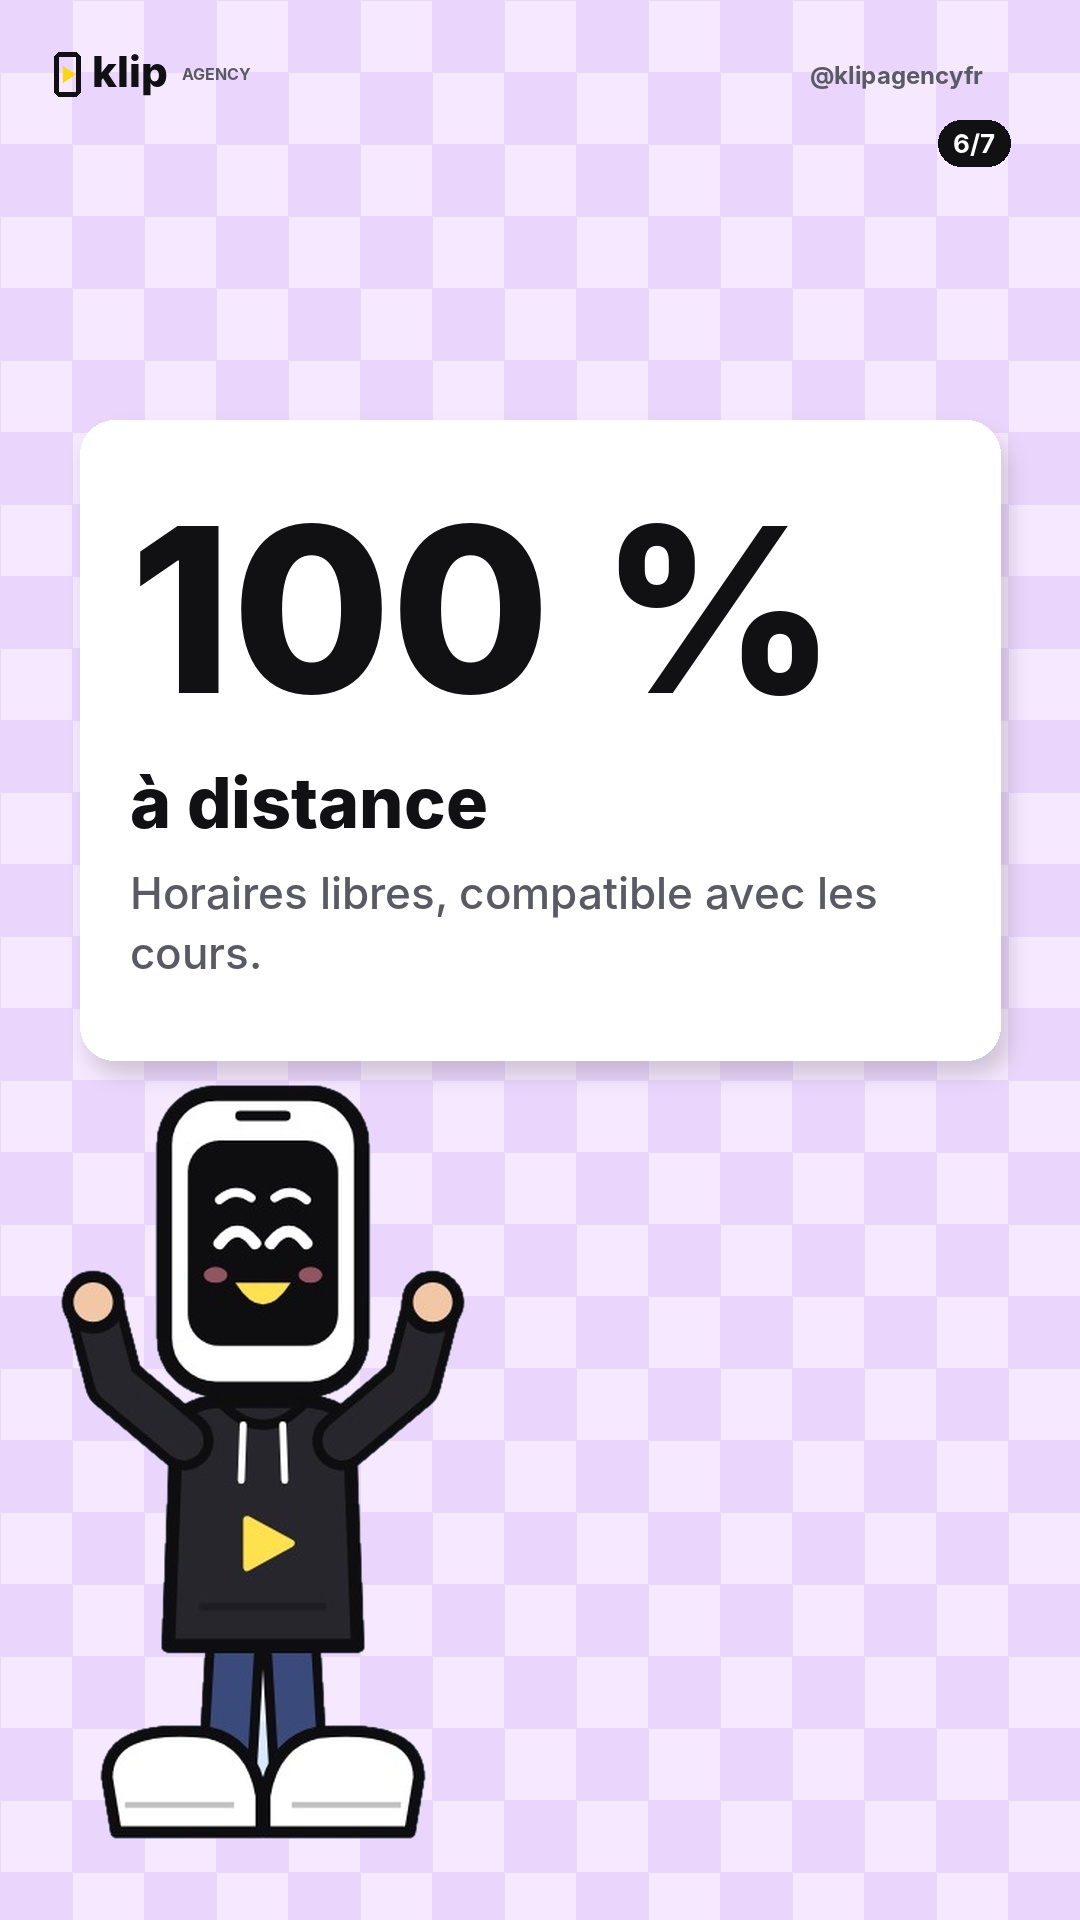 klip AGENCY
@klipagencyfr
6/7
100 %
à distance
Horaires libres, compatible avec les
cours.